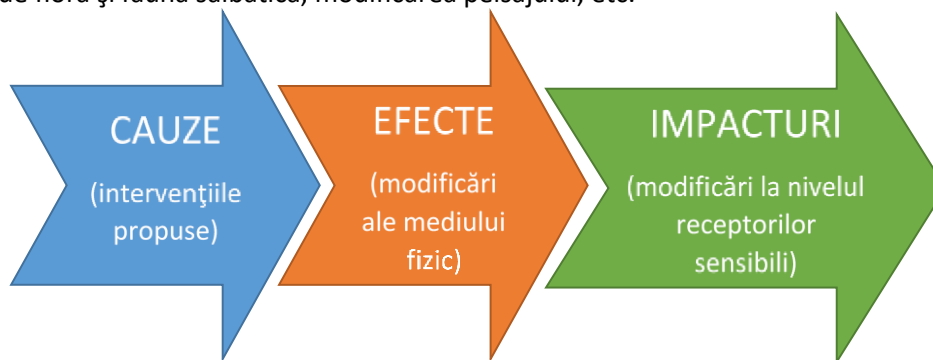 de floră şi faună sălbatică, modificarea peisajului, etc.
CAUZE
(intervenţiile
propuse)
EFECTE
(modificări
ale mediului
fizic)
IMPACTURI
(modificări la nivelul
receptorilor
sensibili)